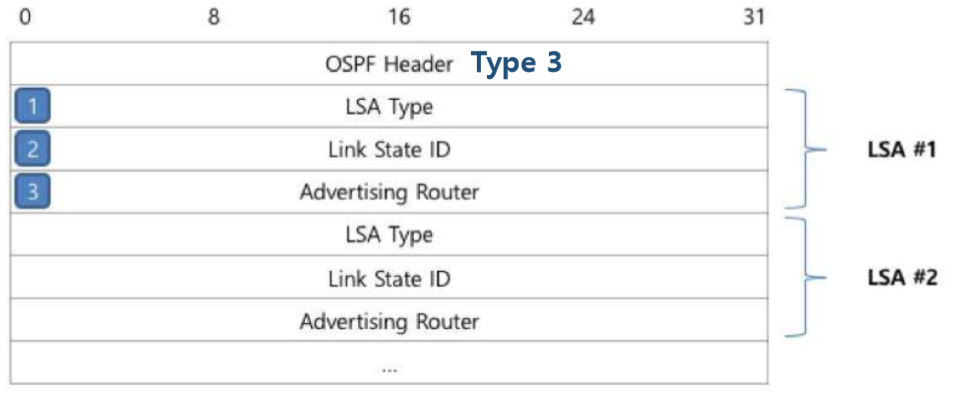 0 8 16 24 31
OSPF Header Type 3
1 LSA Type
2 Link State ID
3 Advertising Router
LSA #1
LSA Type
Link State ID
Advertising Router
LSA #2
...